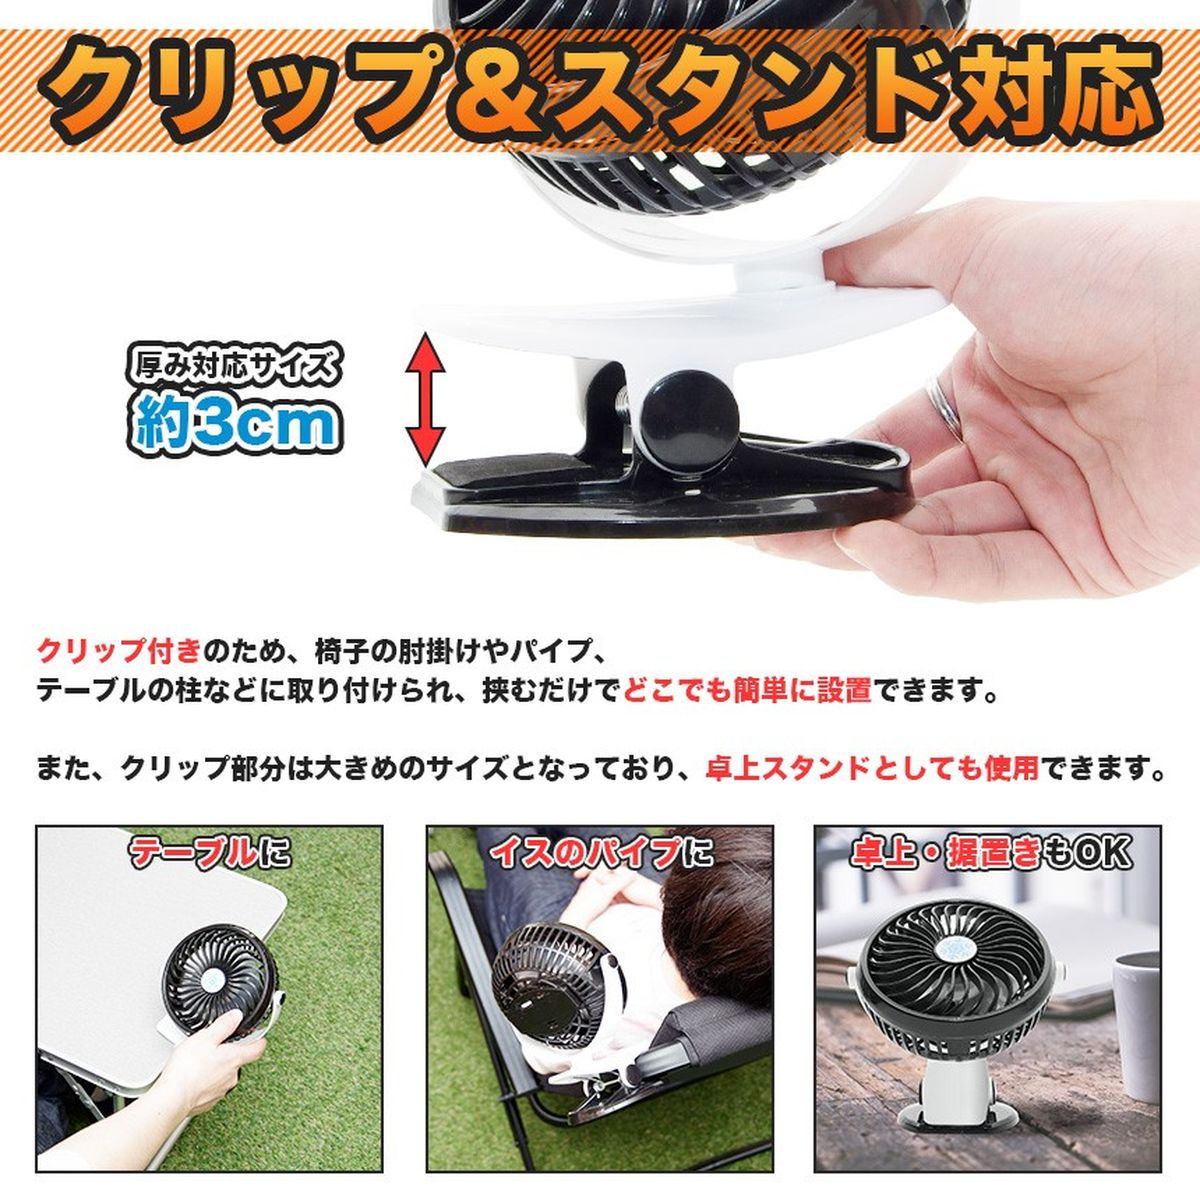 クリップ&スタンド対応
厚み対応サイズ
約3cm
クリップ付きのため、椅子の肘掛けやパイプ、
テーブルの柱などに取り付けられ、挟むだけでどこでも簡単に設置できます。
また、クリップ部分は大きめのサイズとなっており、卓上スタンドとしても使用できます。
テーブルに
イスのパイプに
卓上・据置きもOK